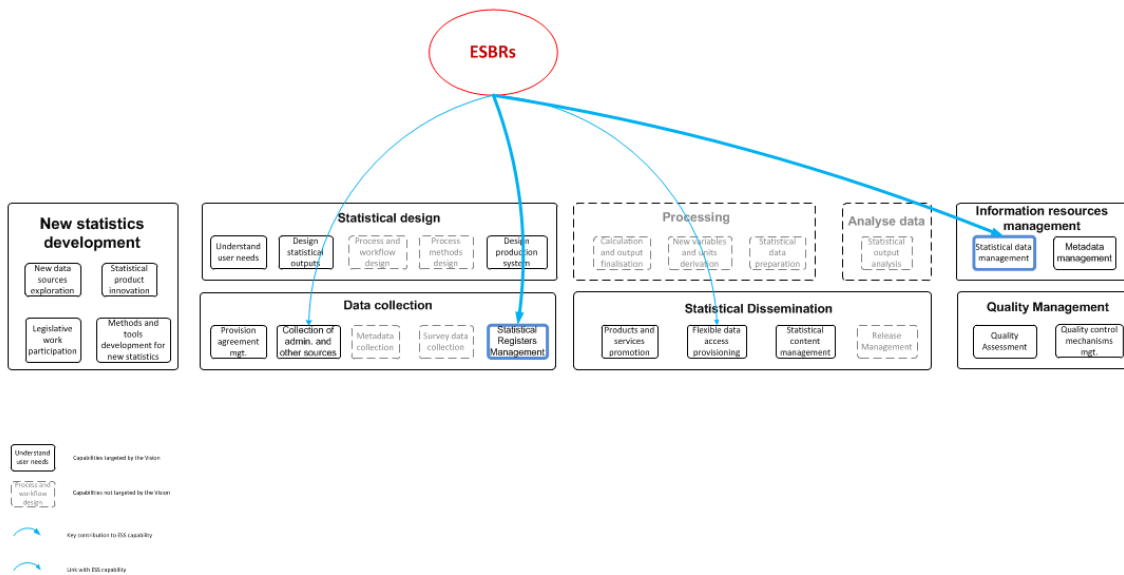 ESBRs
New statistics
development
New data
sources
exploration
Statistical
product
innovation
Legislative
work
participation
Methods and
tools
development for
new statistics
Statistical design
Understand
user needs
Design
statistical
outputs
Process and
workflow
design
Process
methods
design
Design
production
system
Processing
Calculation
and output
finalisation
New variables
and units
derivation
Statistical
data
preparation
Analyse data
Statistical
output
analysis
Information resources
management
Statistical data
management
Metadata
management
Data collection
Provision
agreement
mgt.
Collection of
admin. and
other sources
Metadata
collection
Survey data
collection
Statistical
Registers
Management
Statistical Dissemination
Products and
services
promotion
Flexible data
access
provisioning
Statistical
content
management
Release
Management
Quality Management
Quality
Assessment
Quality control
mechanisms
mgt.
Understand
user needs
Capabilities targeted by the Vision
Process and
workflow
design
Capabilities not targeted by the Vision
Key contribution to ESS capability
Link with ESS capability